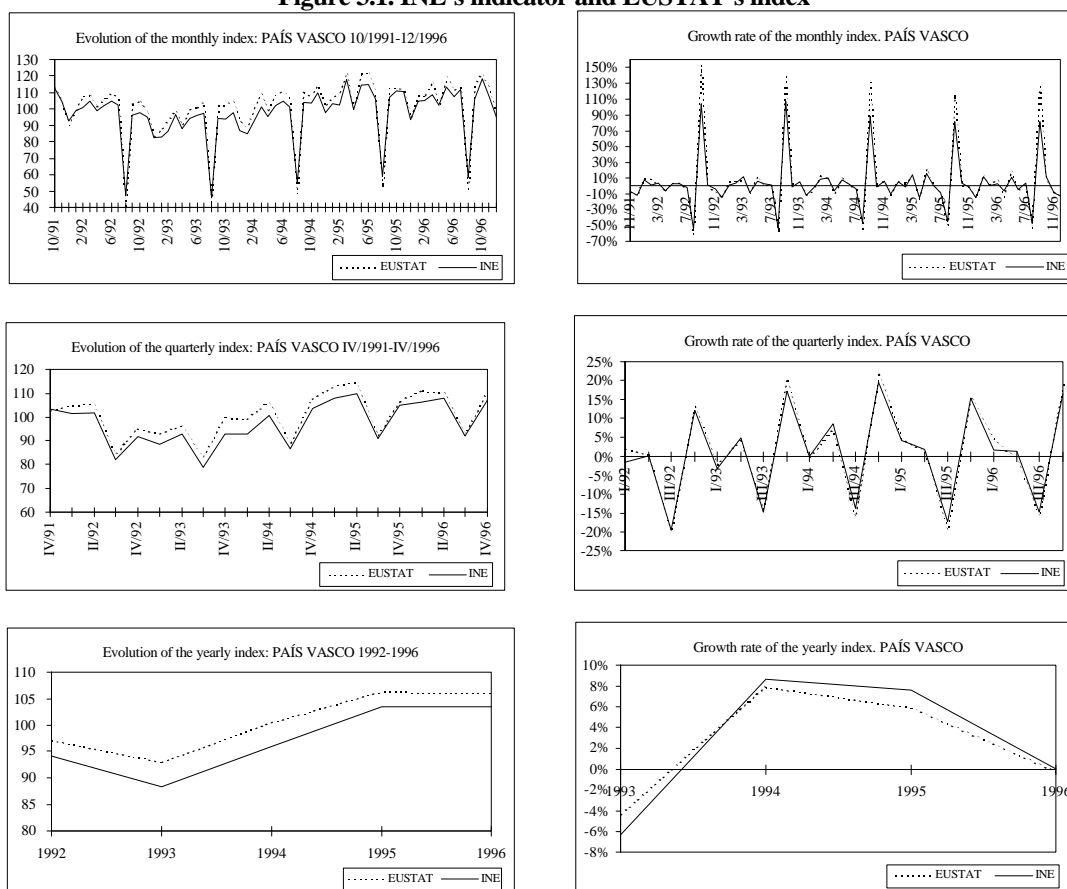 Figure 3.1. INE's indicator and EUSTAT's index
Evolution of the monthly index: PAÍS VASCO 10/1991-12/1996
130
120
110
100
90
80
70
60
50
40
10/91
2/92
6/92
10/92
2/93
6/93
10/93
2/94
6/94
10/94
2/95
6/95
10/95
2/96
6/96
10/96
EUSTAT INE
Growth rate of the monthly index. PAÍS VASCO
150%
130%
110%
90%
70%
50%
30%
10%
-10%
-30%
-50%
-70%
11/91
3/92
7/92
11/92
3/93
7/93
11/93
3/94
7/94
11/94
3/95
7/95
11/95
3/96
7/96
11/96
EUSTAT INE
Evolution of the quarterly index: PAÍS VASCO IV/1991-IV/1996
120
110
100
90
80
70
60
IV/91
II/92
IV/92
II/93
IV/93
II/94
IV/94
II/95
IV/95
II/96
IV/96
EUSTAT INE
Growth rate of the quarterly index. PAÍS VASCO
25%
20%
15%
10%
5%
0%
-5%
-10%
-15%
-20%
-25%
I/92
III/92
I/93
III/93
I/94
III/94
I/95
III/95
I/96
III/96
EUSTAT INE
Evolution of the yearly index: PAÍS VASCO 1992-1996
110
105
100
95
90
85
80
1992 1993 1994 1995 1996
EUSTAT INE
Growth rate of the yearly index. PAÍS VASCO
10%
8%
6%
4%
2%
0%
-2%
-4%
-6%
-8%
1993 1994 1995 1996
EUSTAT INE